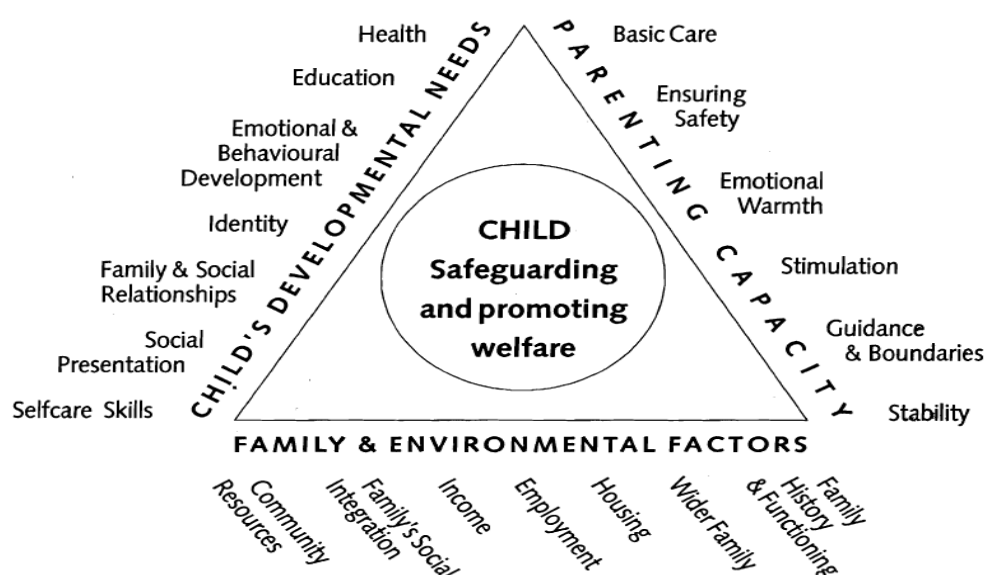 Health
Education
Emotional &
Behavioural
Development
Identity
Family & Social
Relationships
Social
Presentation
Selfcare Skills
CHILD'S DEVELOPMENTAL NEEDS
PARENTING CAPACITY
Basic Care
Ensuring
Safety
Emotional
Warmth
Stimulation
Guidance
& Boundaries
Stability
CHILD
Safeguarding
and promoting
welfare
FAMILY & ENVIRONMENTAL FACTORS
Community
Resources
Family's Social
Integration
Income
Employment
Housing
Wider Family
Family
History
& Functioning